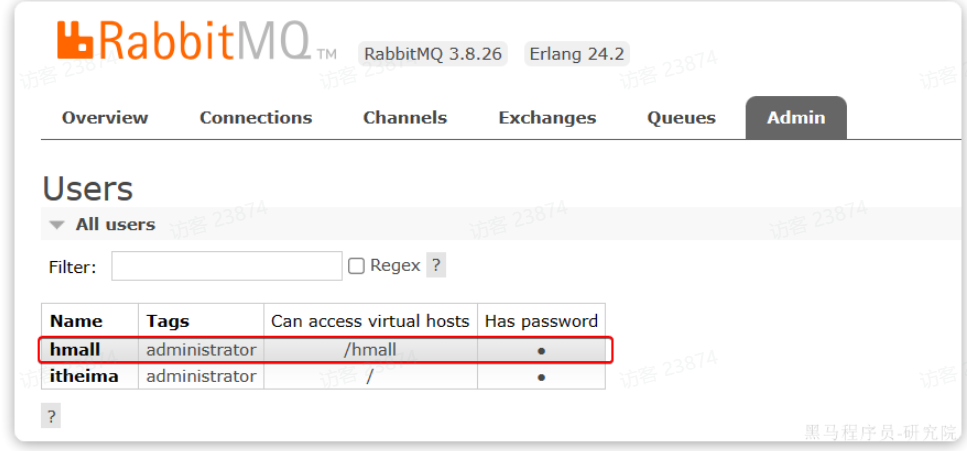 RabbitMQ TM RabbitMQ 3.8.26 Erlang 24.2
Overview Connections Channels Exchanges Queues Admin
Users
All users
Filter: Regex ?
Name Tags Can access virtual hosts Has password
hmall administrator /hmall ●
itheima administrator / ●
?
访客 23874
黑马程序员-研究院